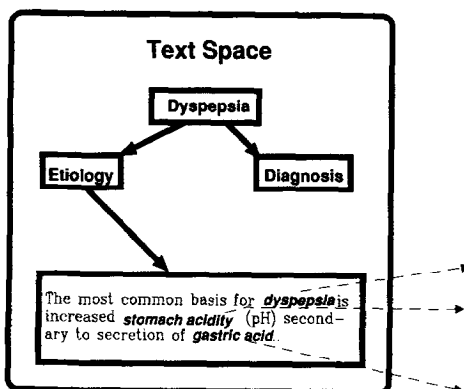 Text Space
Dyspepsia
Etiology
Diagnosis
The most common basis for dyspepsia is
increased stomach acidity (pH) second-
ary to secretion of gastric acid..